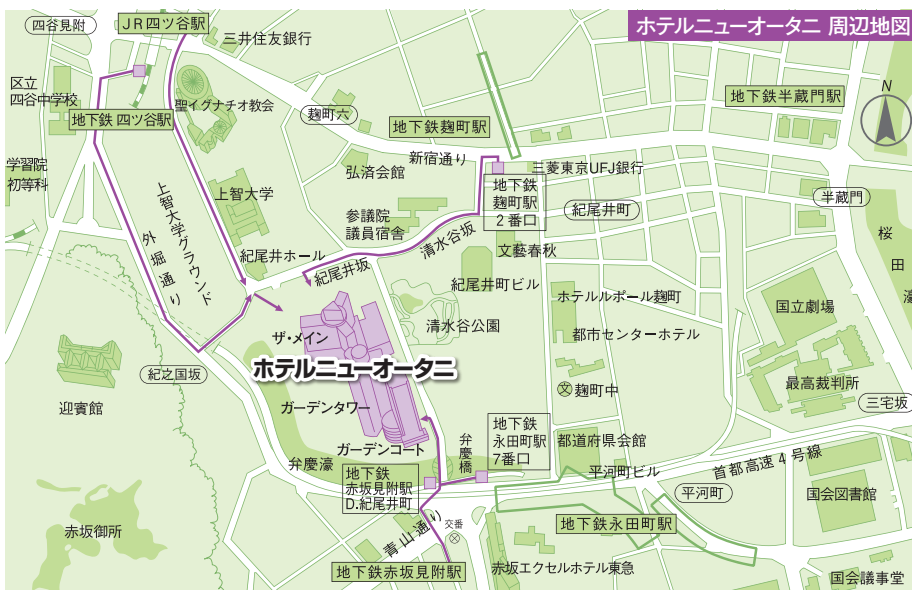 ホテルニューオータニ 周辺地図
四谷見附
JR四ツ谷駅
三井住友銀行
区立
四谷中学校
聖イグナチオ教会
地下鉄 四ツ谷駅
麹町六
地下鉄麹町駅
地下鉄半蔵門駅
N
新宿通り
三菱東京UFJ銀行
学習院
初等科
弘済会館
上智大学
地下鉄
麹町駅
2番口
半蔵門
紀尾井町
参議院
議員宿舎
清水谷坂
文藝春秋
桜田濠
上智大学グラウンド
外堀通り
紀尾井ホール
紀尾井坂
紀尾井町ビル
ホテルルポール麹町
国立劇場
清水谷公園
都市センターホテル
ザ・メイン
ホテルニューオータニ
紀之国坂
迎賓館
文
麹町中
最高裁判所
三宅坂
ガーデンタワー
地下鉄
永田町駅
7番口
ガーデンコート
弁慶橋
都道府県会館
首都高速4号線
弁慶濠
地下鉄
赤坂見附駅
D.紀尾井町
平河町ビル
平河町
国会図書館
赤坂御所
青山通り
交番
地下鉄永田町駅
地下鉄赤坂見附駅
赤坂エクセルホテル東急
国会議事堂